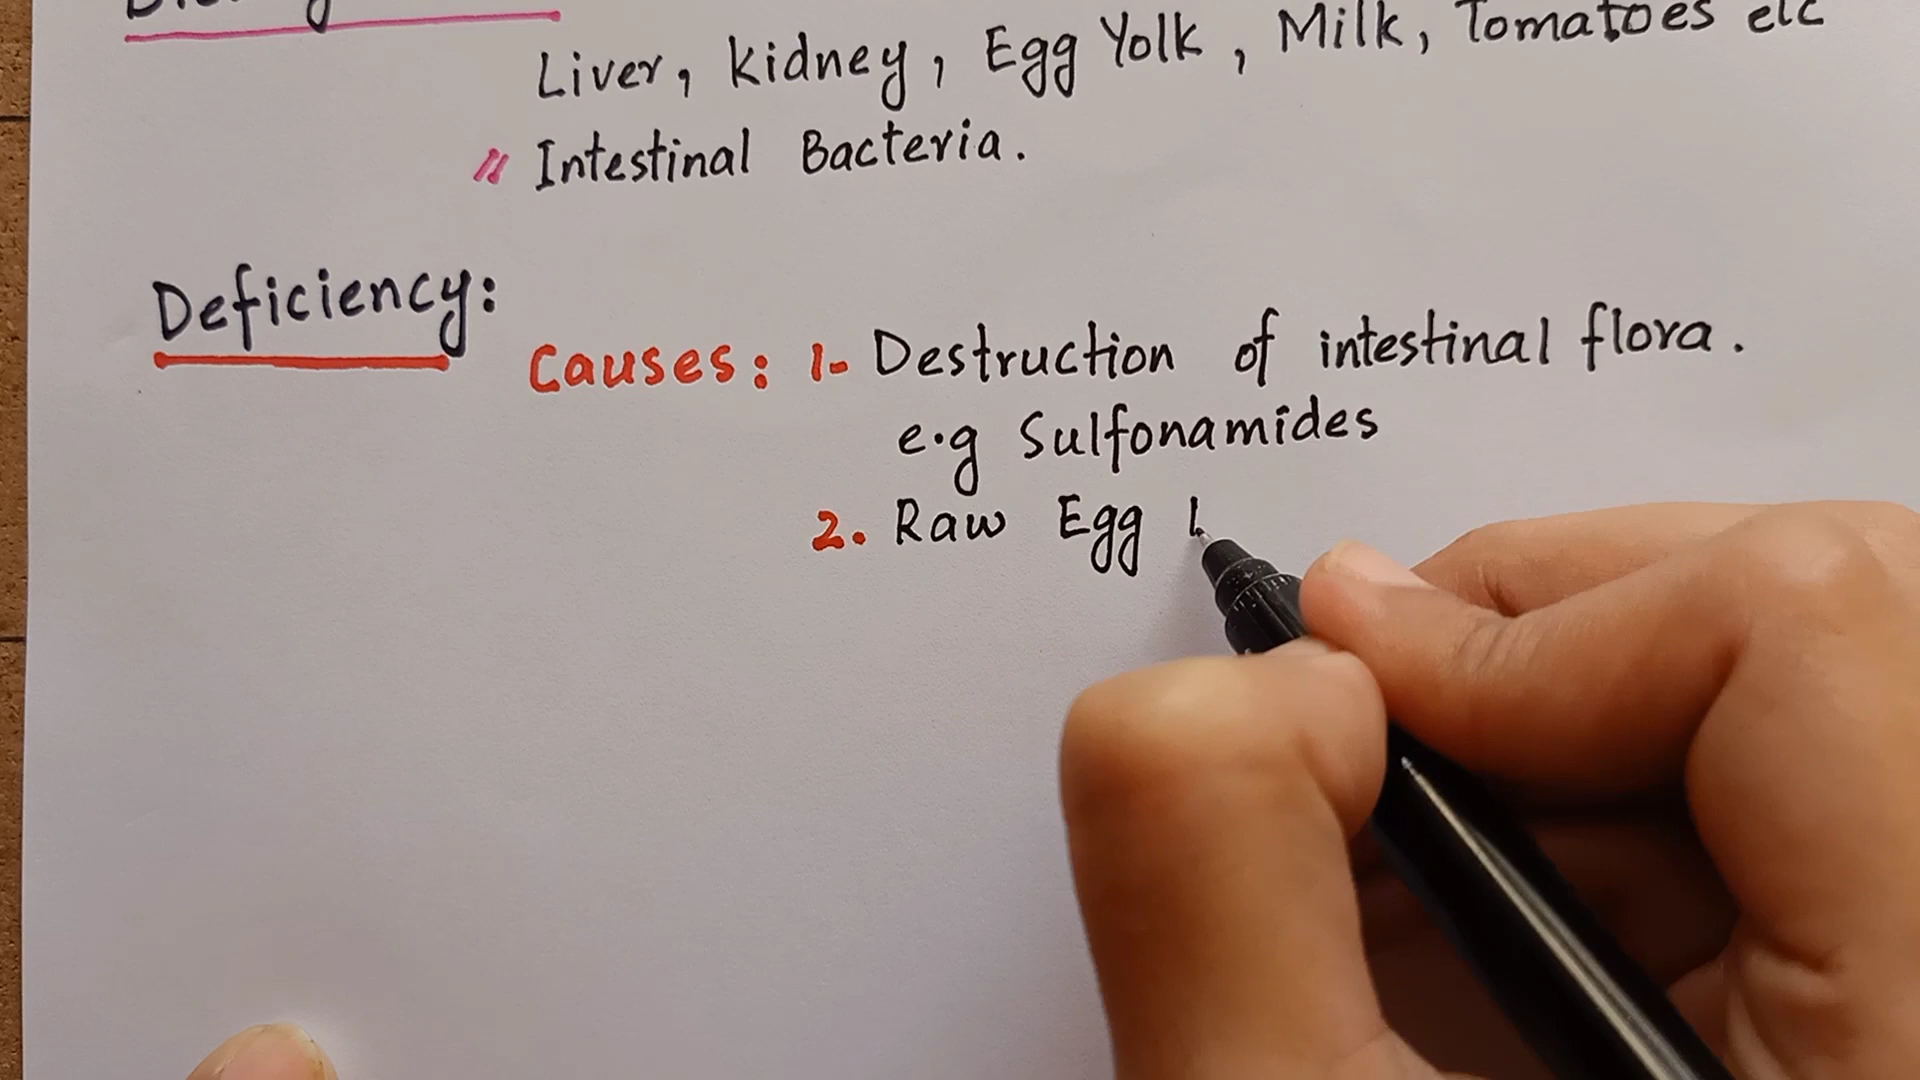 Liver, Kidney, Egg Yolk, Milk, Tomatoes etc
" Intestinal Bacteria.
Deficiency:
Causes: 1- Destruction of intestinal flora.
e.g Sulfonamides
2. Raw Egg